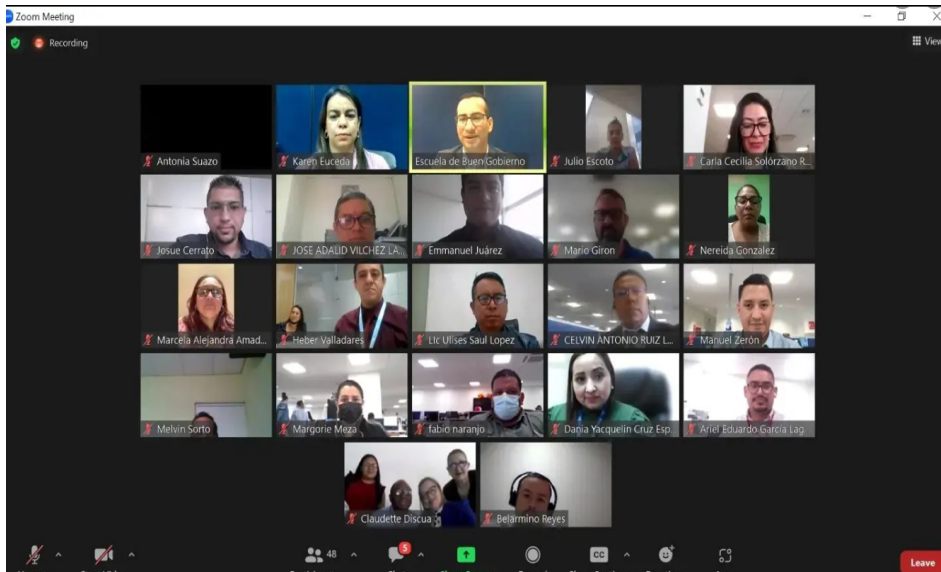 Zoom Meeting
Recording
View
Antonia Suazo
Karen Euceda
Escuela de Buen Gobierno
Julio Escoto
Carla Cecilia Solórzano R...
Josue Cerrato
JOSE ADALID VILCHEZ LA...
Emmanuel Juárez
Mario Giron
Nereida Gonzalez
Marcela Alejandra Amad...
Heber Valladares
LIc Ulises Saul Lopez
CELVIN ANTONIO RUIZ L...
Manuel Zerón
Melvin Sorto
Margorie Meza
fabio naranjo
Dania Yacquelin Cruz Esp...
Ariel Eduardo García Lag...
Claudette Discua
Belarmino Reyes
48
5
CC
Leave